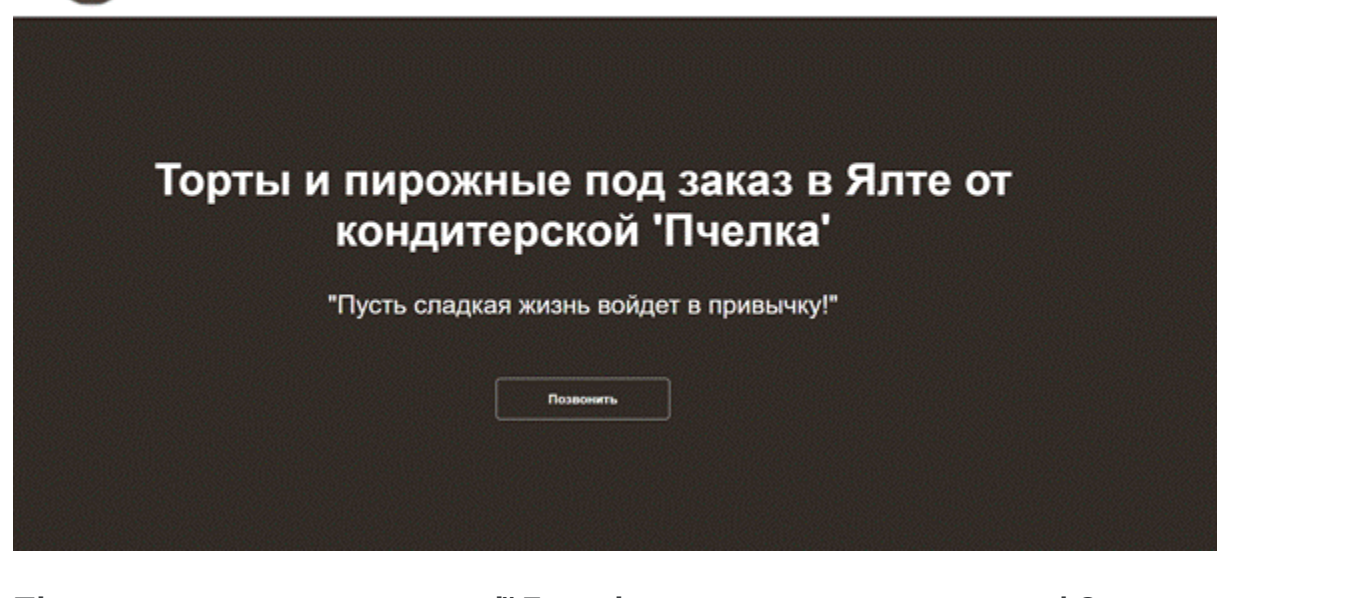 Торты и пирожные под заказ в Ялте от
кондитерской 'Пчелка'
"Пусть сладкая жизнь войдет в привычку!"
Позвонить